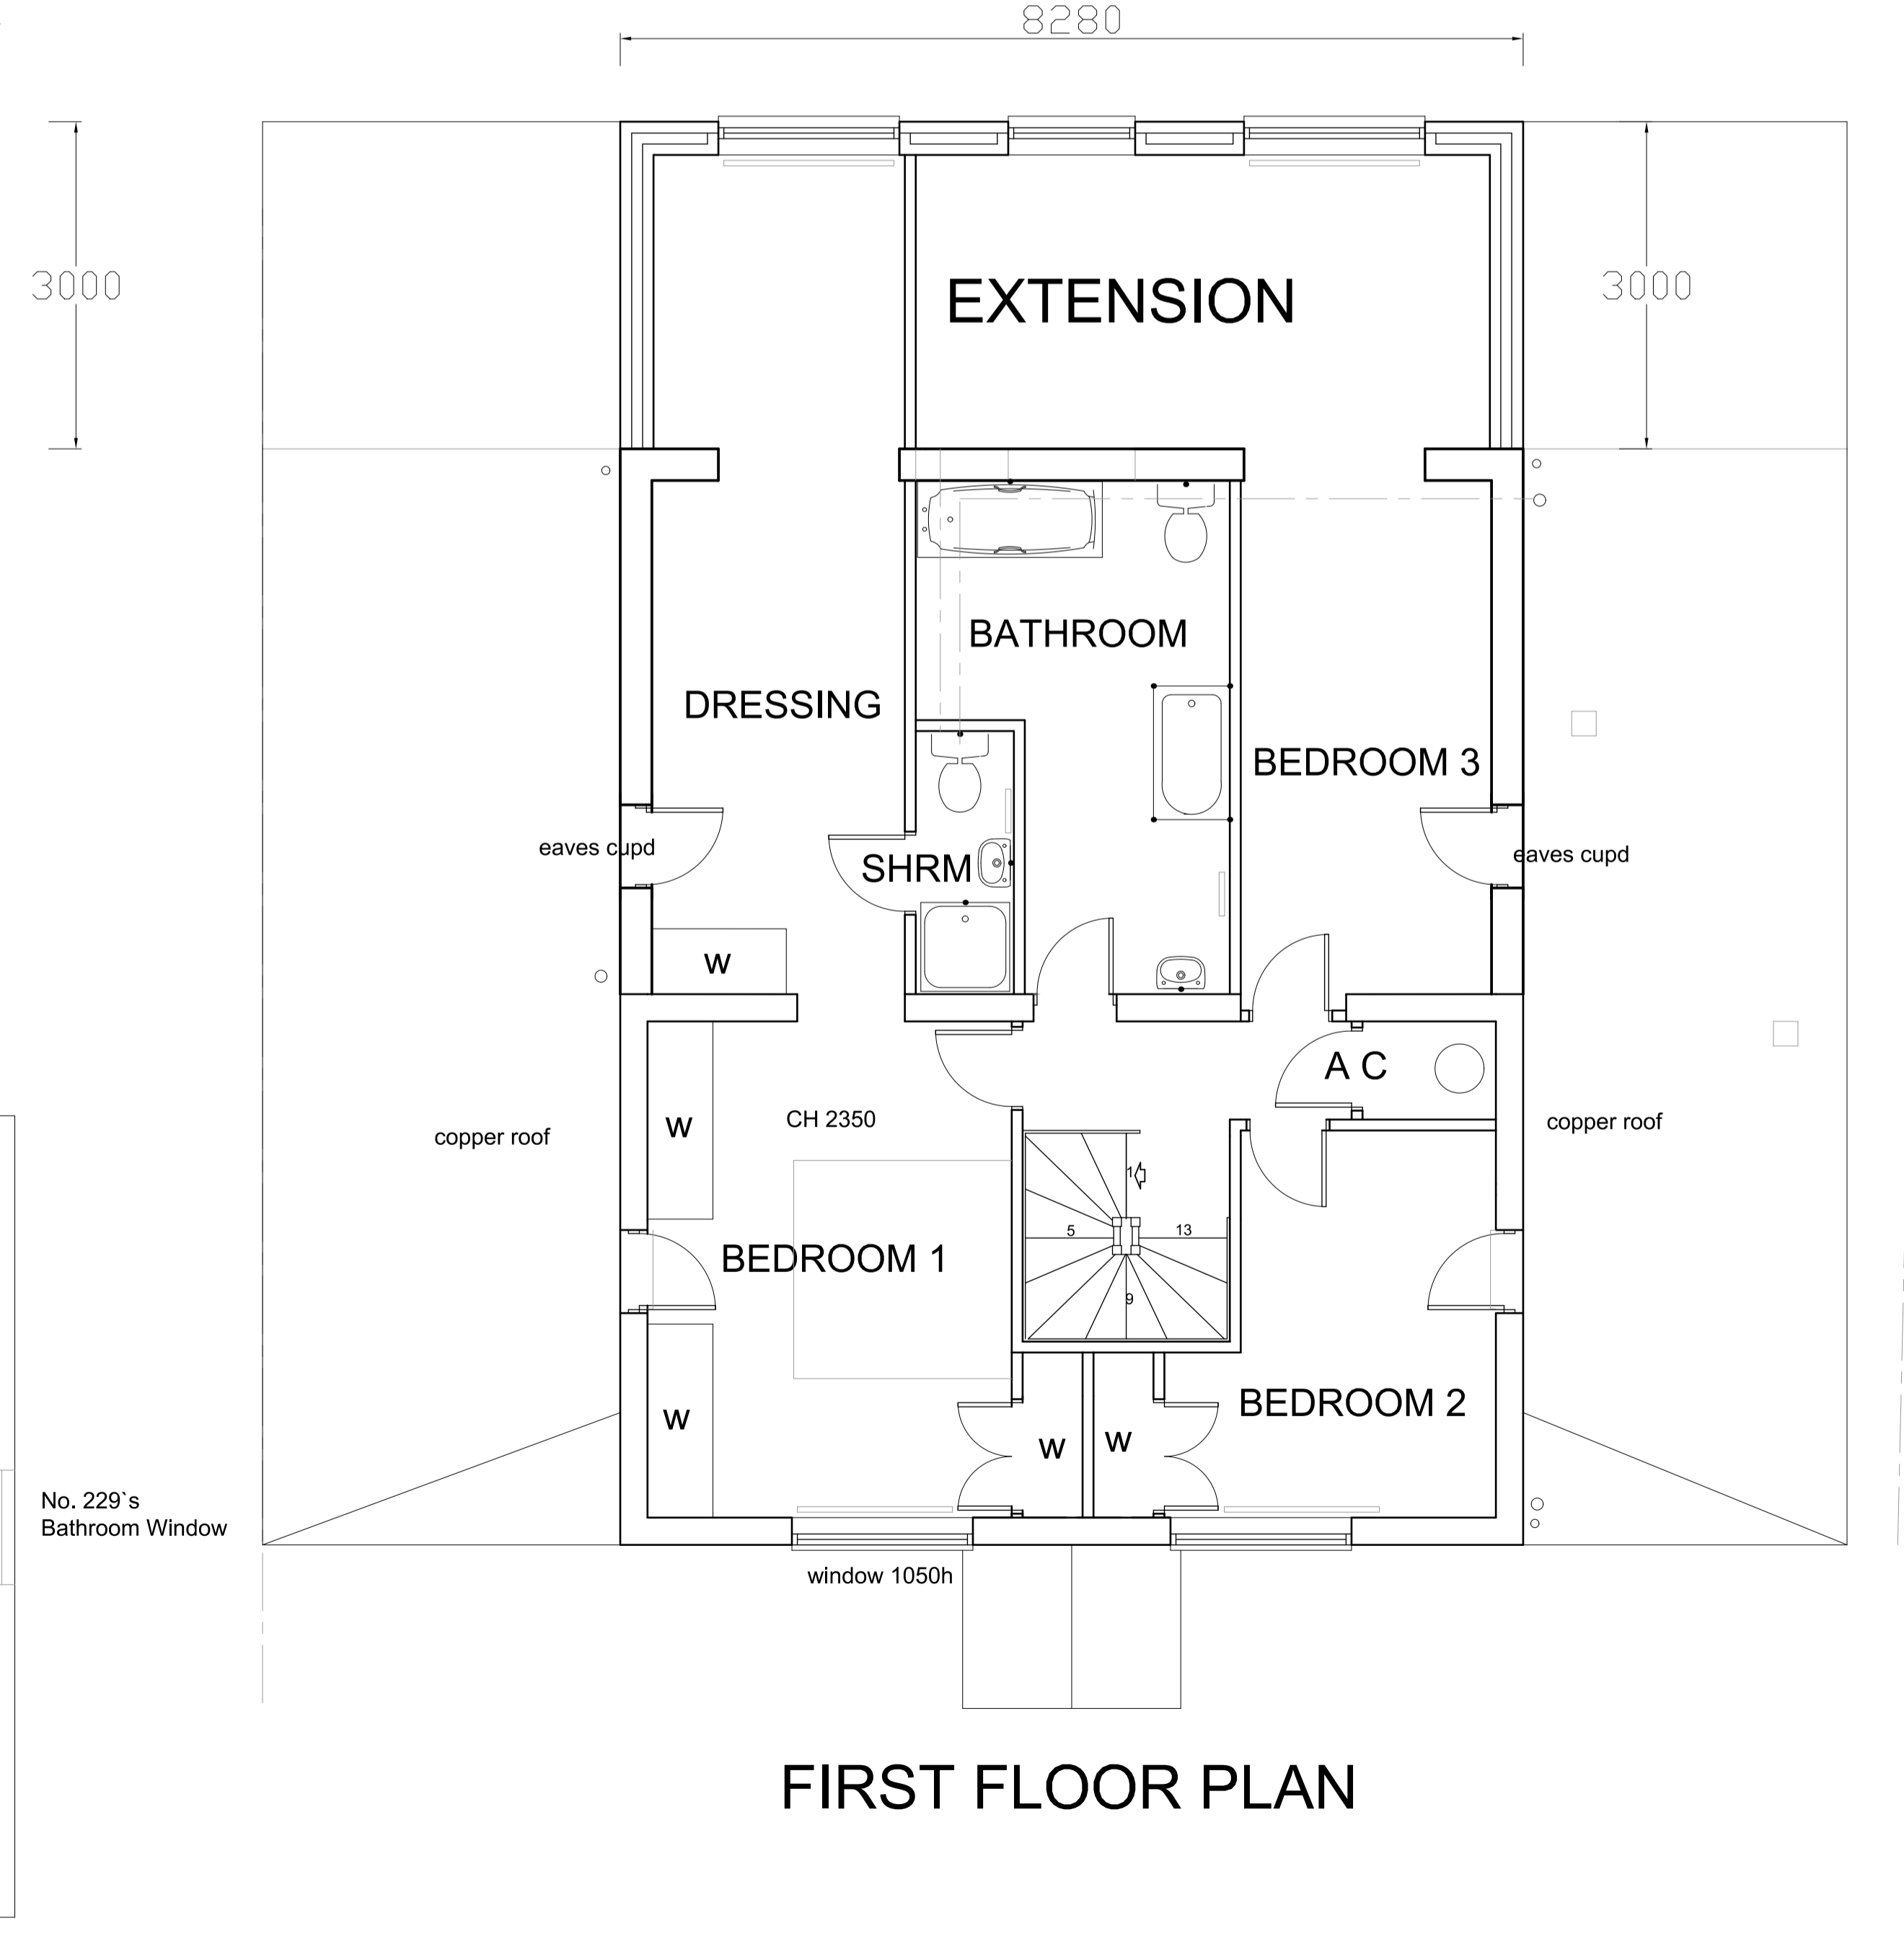 8280
3000
3000
EXTENSION
BATHROOM
DRESSING
BEDROOM 3
eaves cupd
SHRM
eaves cupd
W
A C
W
CH 2350
copper roof
copper roof
1
5
13
BEDROOM 1
9
W
BEDROOM 2
W
W
No. 229`s
Bathroom Window
window 1050h
FIRST FLOOR PLAN